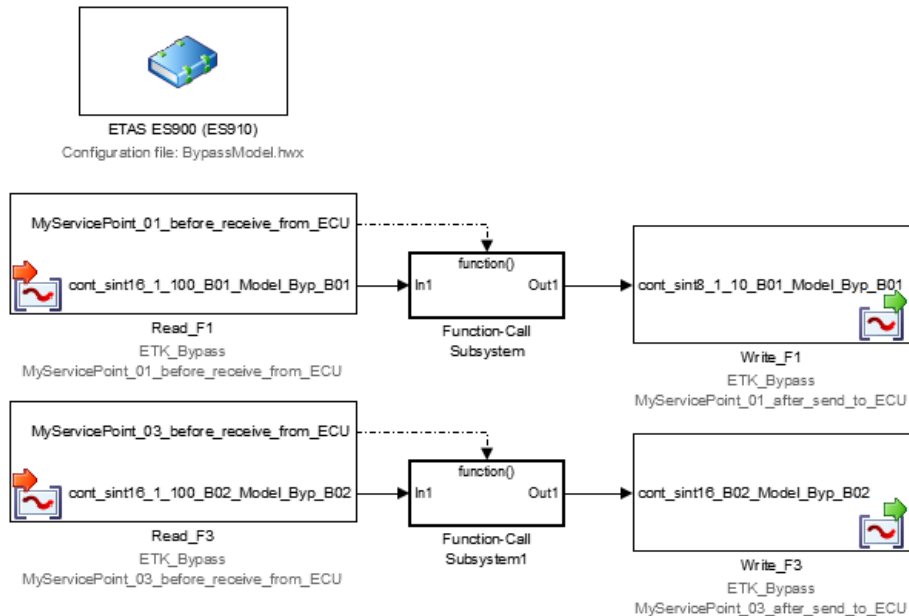 ETAS ES900 (ES910)
Configuration file: BypassModel.hwx
MyServicePoint_01_before_receive_from_ECU
cont_sint16_1_100_B01_Model_Byp_B01
Read_F1
ETK_Bypass
MyServicePoint_01_before_receive_from_ECU
function()
In1 Out1
Function-Call
Subsystem
cont_sint8_1_10_B01_Model_Byp_B01
Write_F1
ETK_Bypass
MyServicePoint_01_after_send_to_ECU
MyServicePoint_03_before_receive_from_ECU
cont_sint16_1_100_B02_Model_Byp_B02
Read_F3
ETK_Bypass
MyServicePoint_03_before_receive_from_ECU
function()
In1 Out1
Function-Call
Subsystem1
cont_sint16_B02_Model_Byp_B02
Write_F3
ETK_Bypass
MyServicePoint_03_after_send_to_ECU